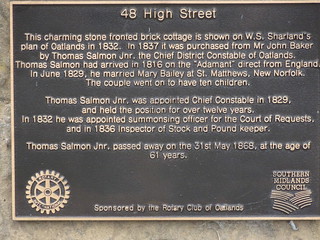 48 High Street
This charming stone fronted brick cottage is shown on W.S. Sharland's
plan of Oatlands in 1832. In 1837 it was purchased from Mr John Baker
by Thomas Salmon Jnr. the Chief District Constable of Oatlands.
Thomas Salmon had arrived in 1816 on the "Adamant" direct from England.
In June 1829, he married Mary Bailey at St. Matthews, New Norfolk.
The couple went on to have ten children.
Thomas Salmon Jnr. was appointed Chief Constable in 1829,
and held the position for over twelve years.
In 1832 he was appointed summonsing officer for the Court of Requests,
and in 1836 Inspector of Stock and Pound keeper.
Thomas Salmon Jnr. passed away on the 31st May 1868, at the age of
61 years.
SOUTHERN
MIDLANDS
COUNCIL
Sponsored by the Rotary Club of Oatlands